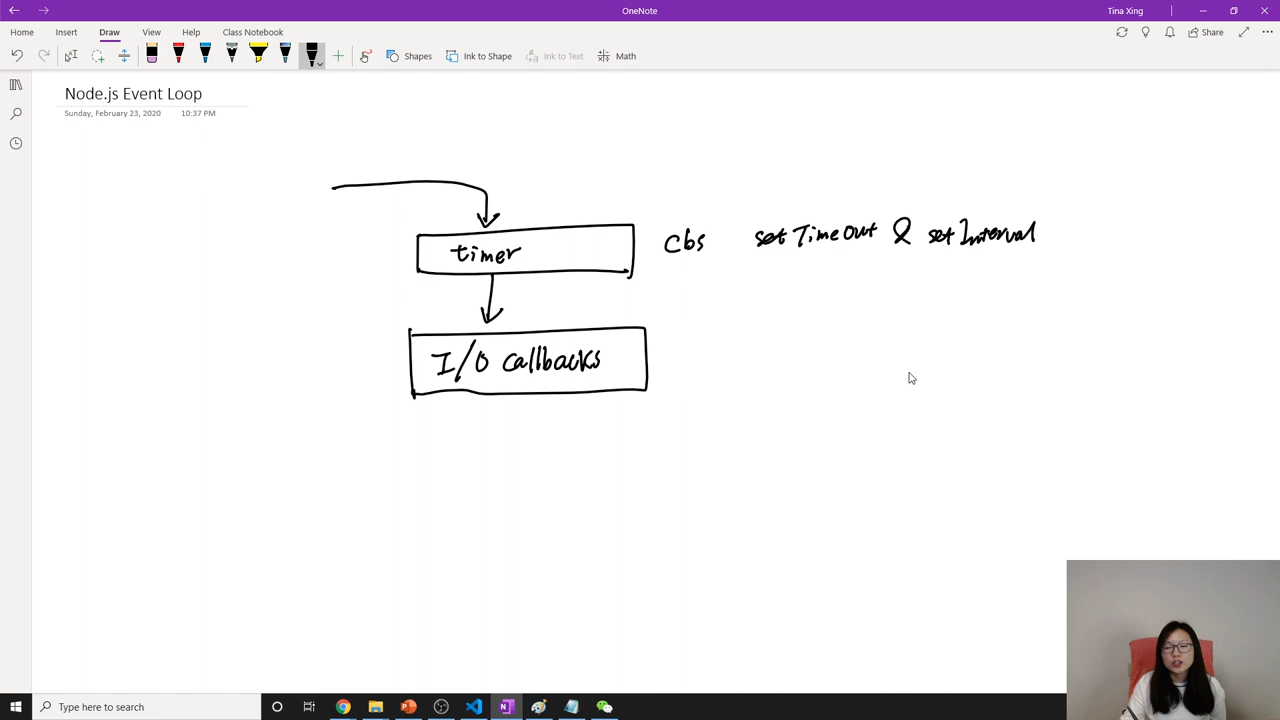 OneNote
Tina Xing
Home Insert Draw View Help Class Notebook
Share
Shapes Ink to Shape Ink to Text Math
Node.js Event Loop
Sunday, February 23, 2020 10:37 PM
timer
cbs setTimeOut & setInterval
I/O callbacks
Type here to search